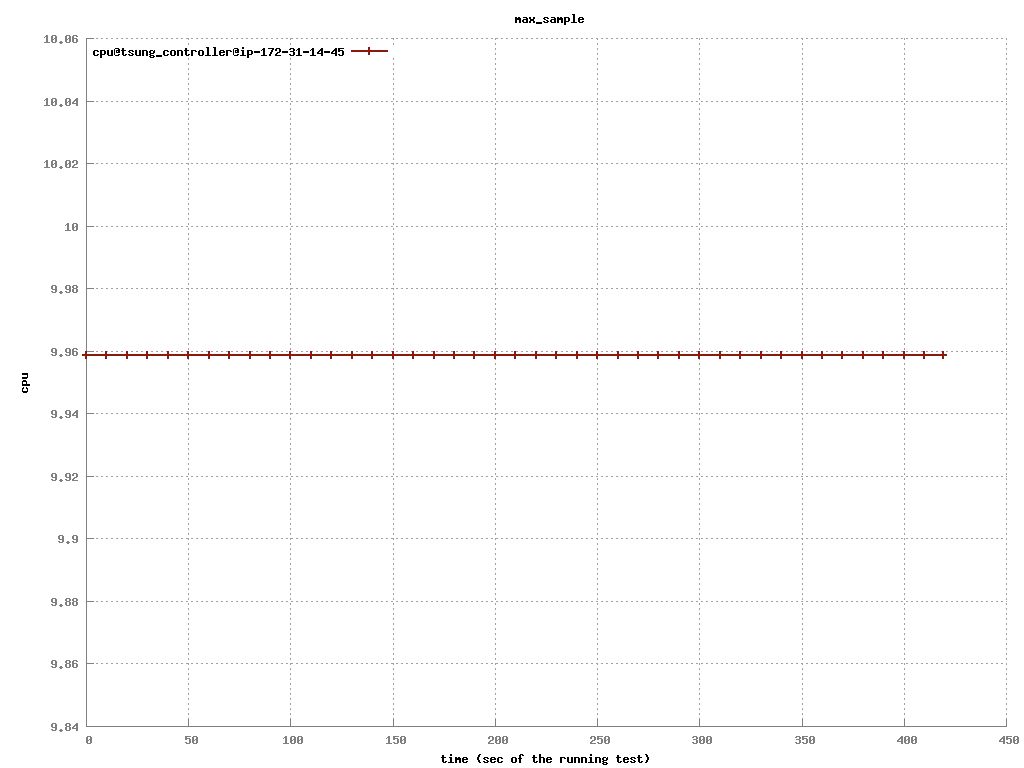 max_sample
10.06
cpu@tsung_controller@ip-172-31-14-45
10.04
10.02
10
9.98
9.96
cpu
9.94
9.92
9.9
9.88
9.86
9.84
0 50 100 150 200 250 300 350 400 450
time (sec of the running test)